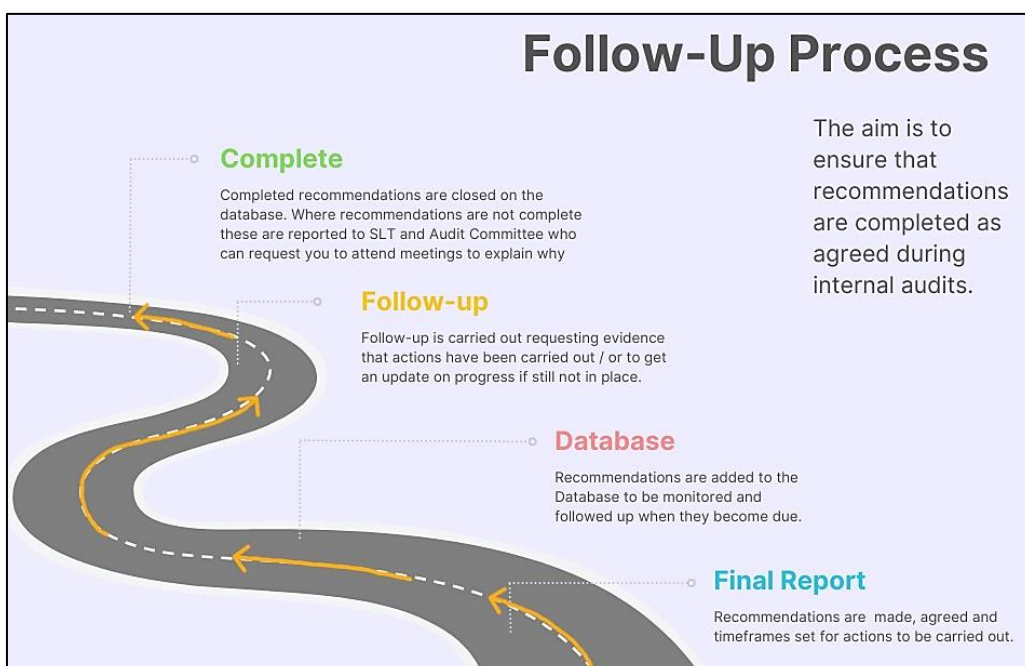 Follow-Up Process
The aim is to
ensure that
recommendations
are completed as
agreed during
internal audits.
Complete
Completed recommendations are closed on the
database. Where recommendations are not complete
these are reported to SLT and Audit Committee who
can request you to attend meetings to explain why
Follow-up
Follow-up is carried out requesting evidence
that actions have been carried out / or to get
an update on progress if still not in place.
Database
Recommendations are added to the
Database to be monitored and
followed up when they become due.
Final Report
Recommendations are made, agreed and
timeframes set for actions to be carried out.